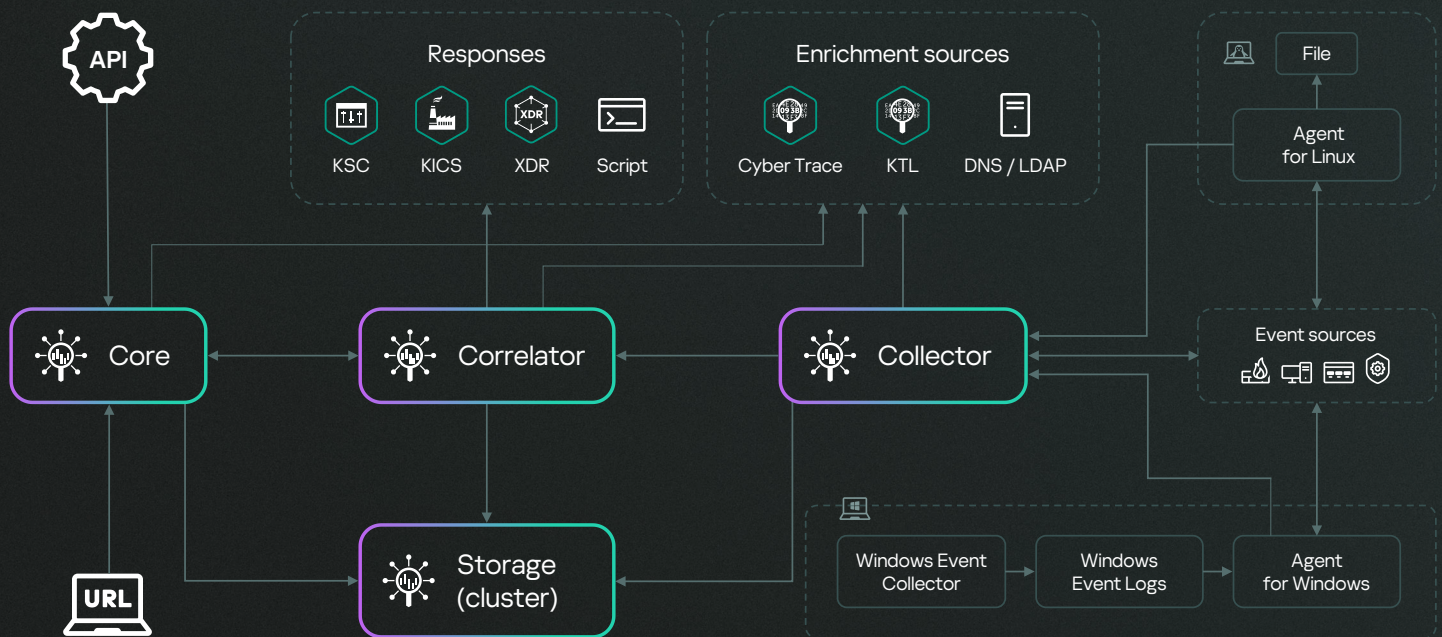 API
Responses
KSC
KICS
XDR
XDR
Script
Enrichment sources
Cyber Trace
KTL
DNS / LDAP
File
Agent
for Linux
Core
Correlator
Collector
Event sources
Storage
(cluster)
URL
Windows Event
Collector
Windows
Event Logs
Agent
for Windows